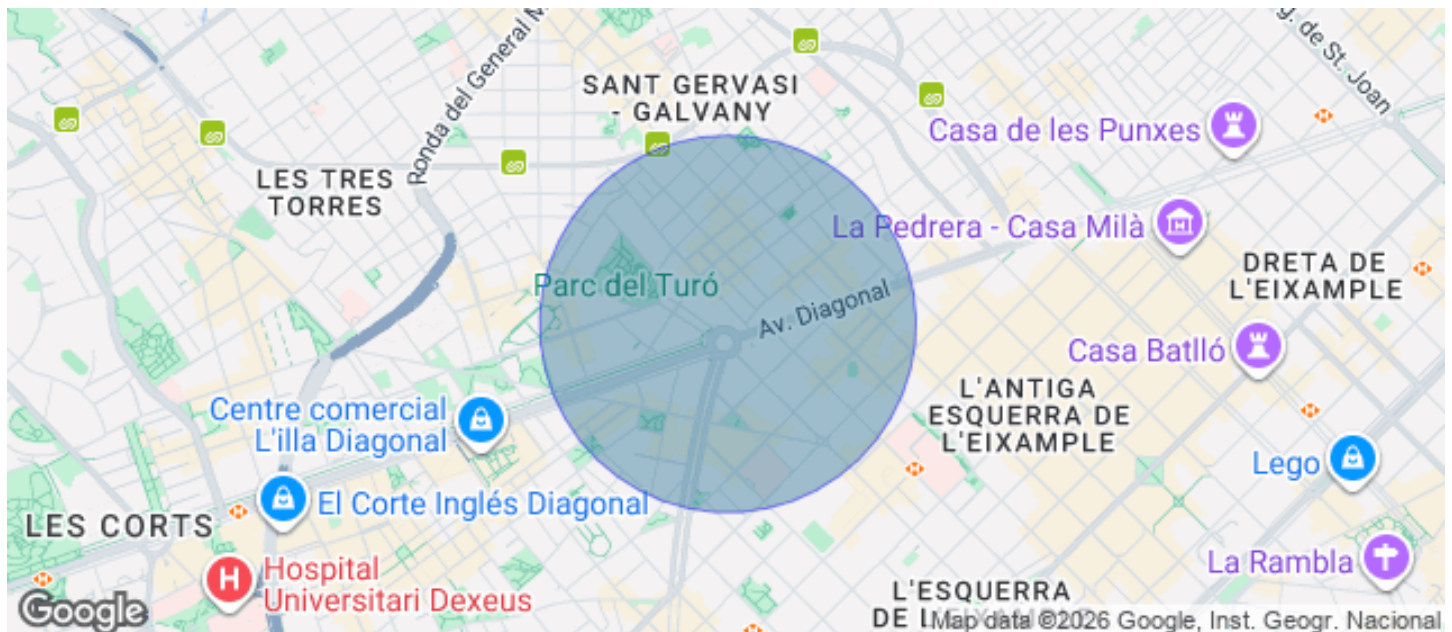 Ronda del General M
g. de St. Joan
SANT GERVASI
- GALVANY
Casa de les Punxes
LES TRES
TORRES
La Pedrera - Casa Milà
DRETA DE
L'EIXAMPLE
Parc del Turó
Av. Diagonal
Casa Batlló
L'ANTIGA
ESQUERRA DE
L'EIXAMPLE
Centre comercial
L'illa Diagonal
Lego
El Corte Inglés Diagonal
LES CORTS
H
Hospital
Universitari Dexeus
La Rambla
L'ESQUERRA
DE L'EIXAMPLE
Google
Map data ©2026 Google, Inst. Geogr. Nacional